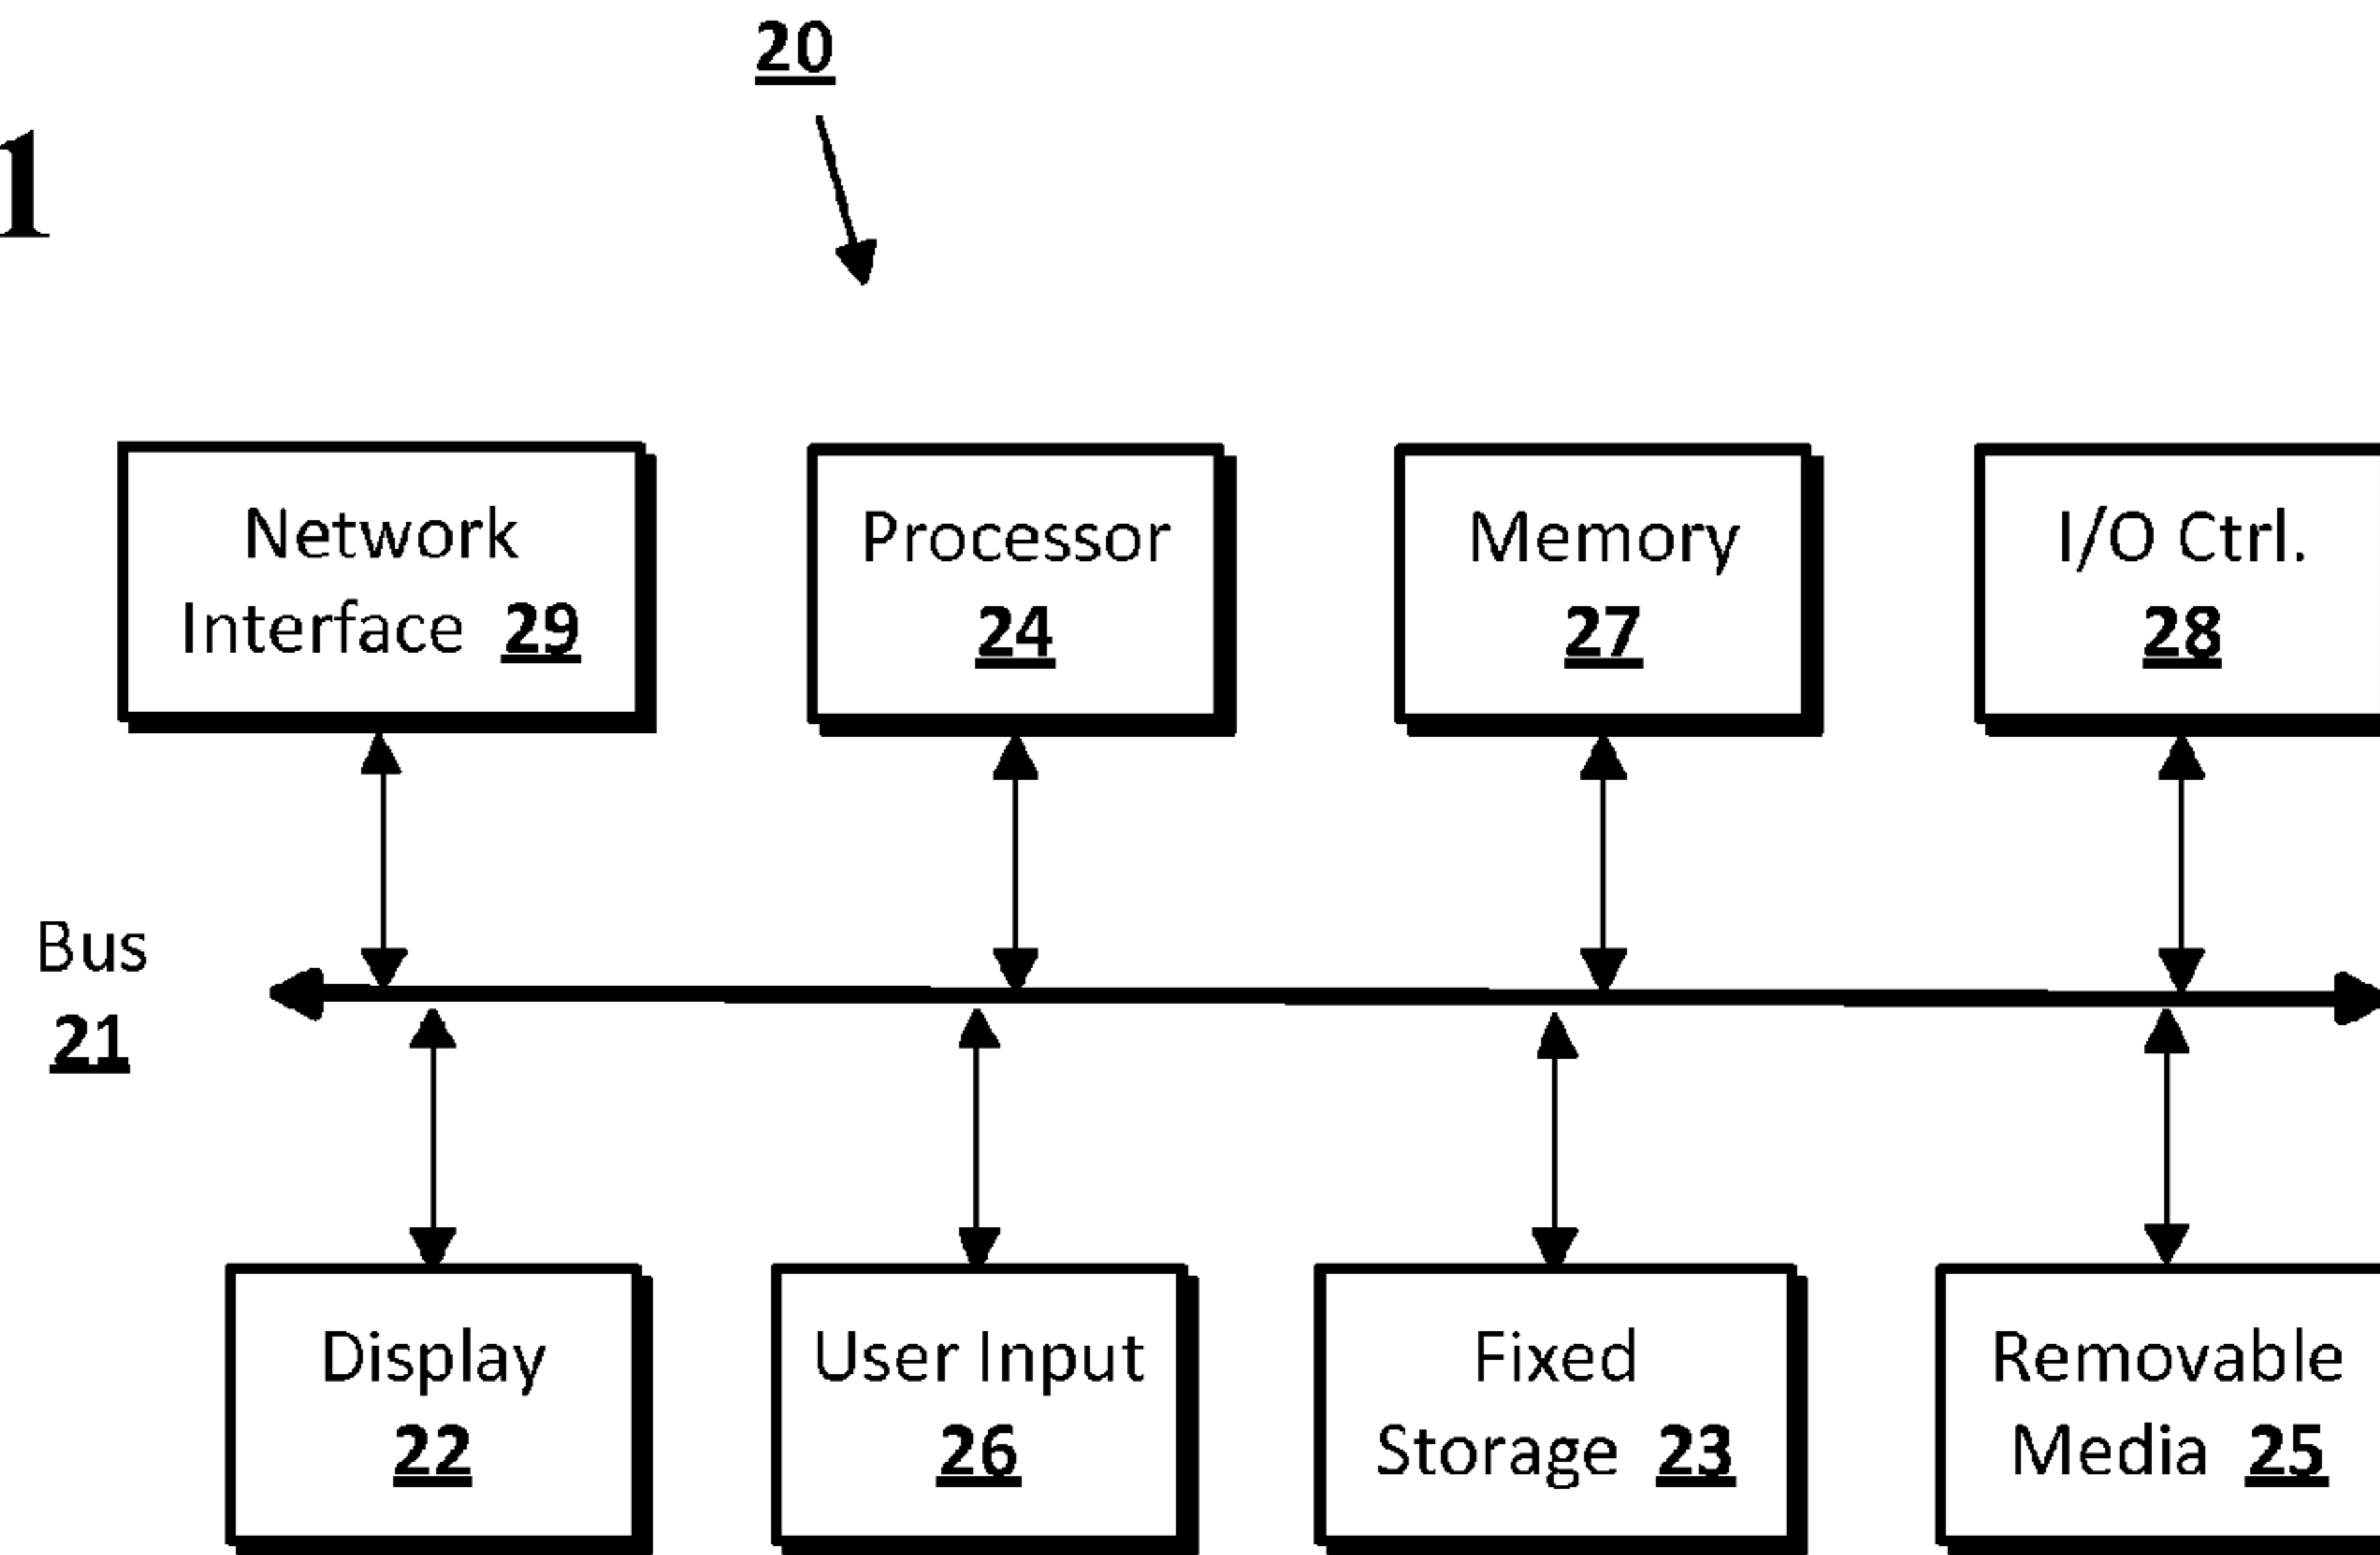 20
1
Network
Interface 29
Processor
24
Memory
27
I/O Ctrl.
28
Bus
21
Display
22
User Input
26
Fixed
Storage 23
Removable
Media 25